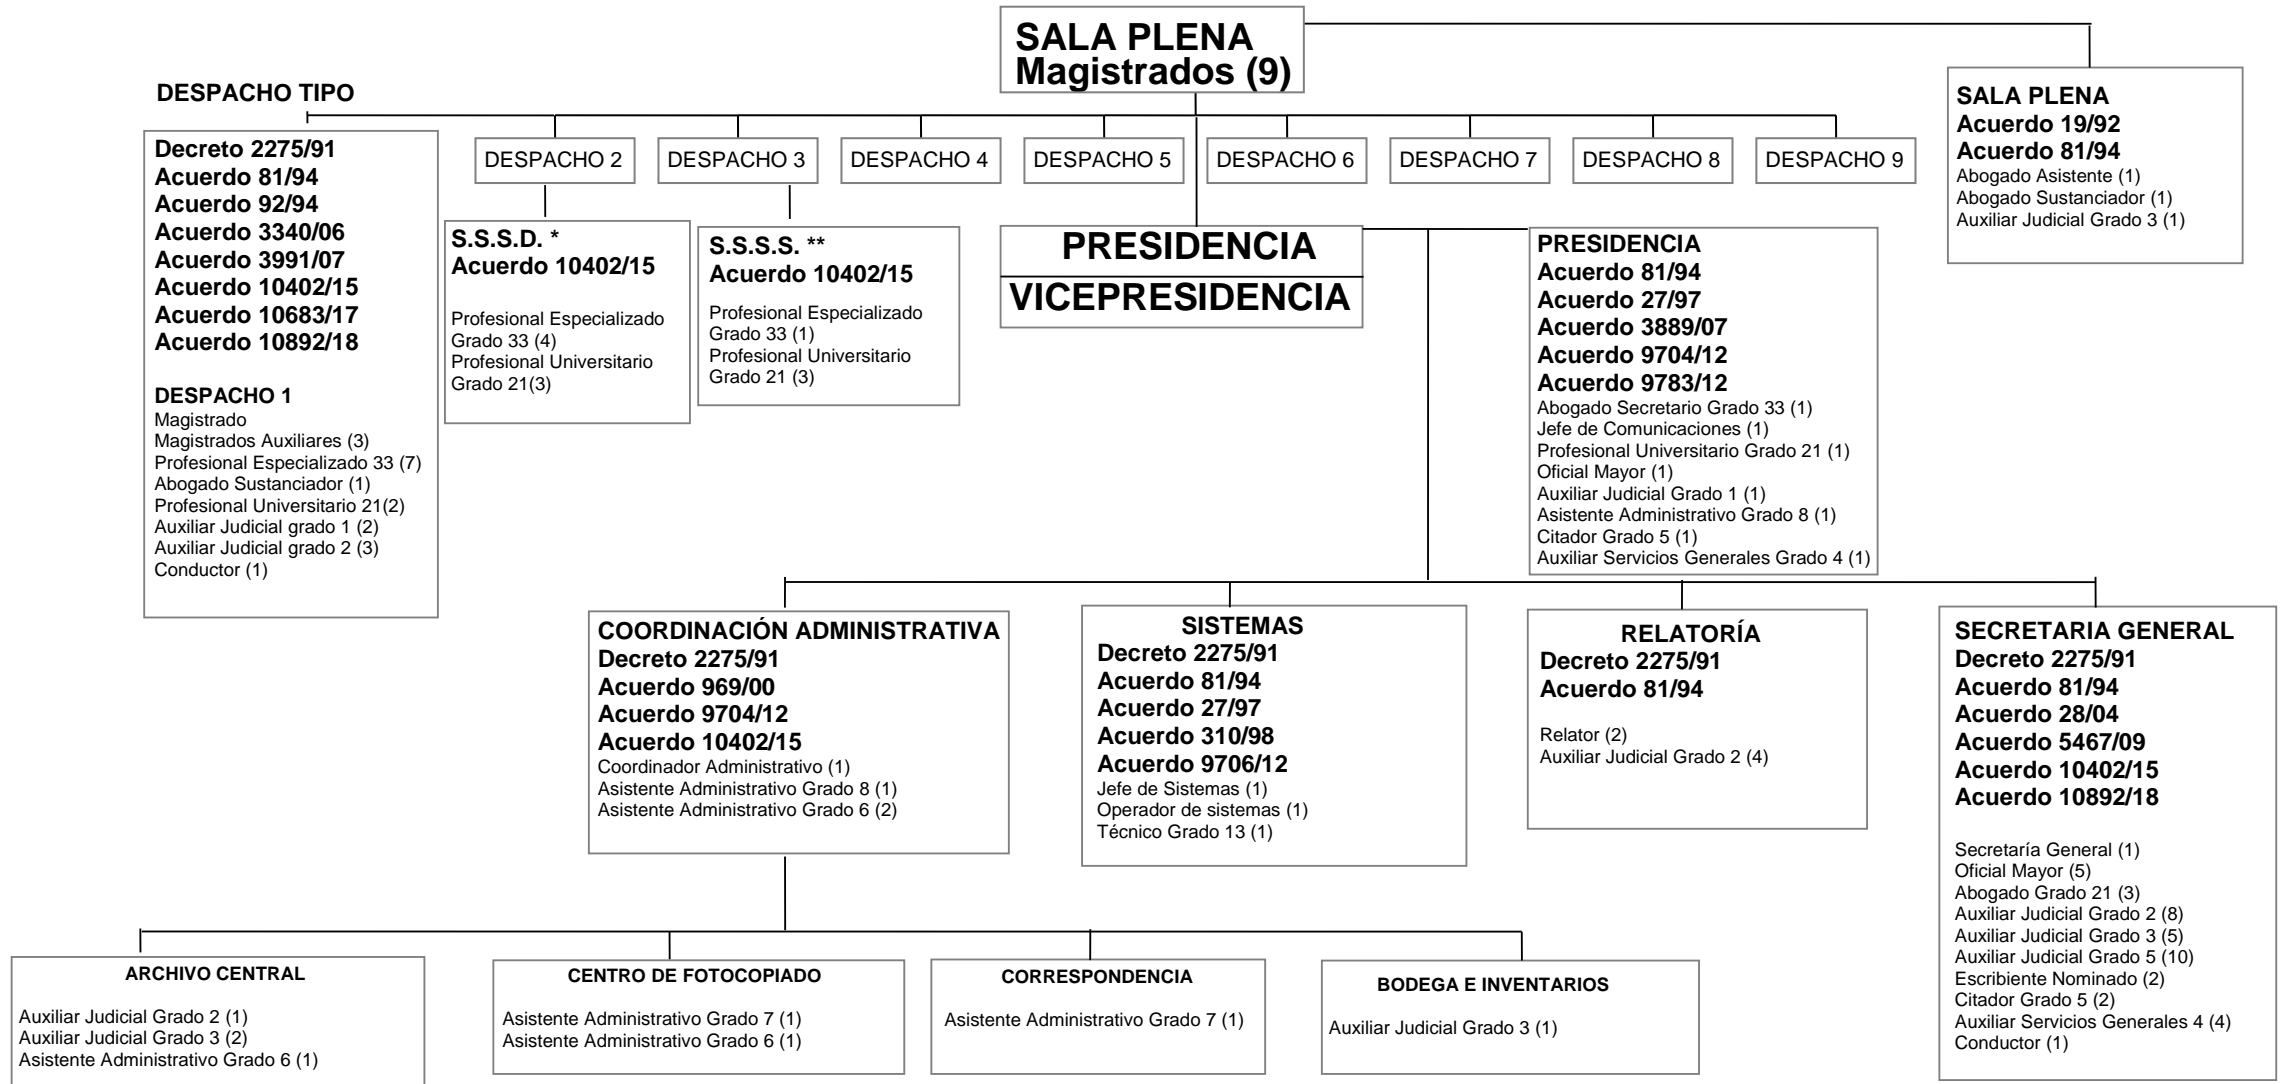 SALA PLENA
Magistrados (9)
DESPACHO TIPO
Decreto 2275/91
Acuerdo 81/94
Acuerdo 92/94
Acuerdo 3340/06
Acuerdo 3991/07
Acuerdo 10402/15
Acuerdo 10683/17
Acuerdo 10892/18
DESPACHO 1
Magistrado
Magistrados Auxiliares (3)
Profesional Especializado 33 (7)
Abogado Sustanciador (1)
Profesional Universitario 21(2)
Auxiliar Judicial grado 1 (2)
Auxiliar Judicial grado 2 (3)
Conductor (1)
DESPACHO 2
DESPACHO 3
DESPACHO 4
DESPACHO 5
DESPACHO 6
DESPACHO 7
DESPACHO 8
DESPACHO 9
SALA PLENA
Acuerdo 19/92
Acuerdo 81/94
Abogado Asistente (1)
Abogado Sustanciador (1)
Auxiliar Judicial Grado 3 (1)
S.S.S.D. *
Acuerdo 10402/15
Profesional Especializado
Grado 33 (4)
Profesional Universitario
Grado 21(3)
S.S.S.S. **
Acuerdo 10402/15
Profesional Especializado
Grado 33 (1)
Profesional Universitario
Grado 21 (3)
PRESIDENCIA
VICEPRESIDENCIA
PRESIDENCIA
Acuerdo 81/94
Acuerdo 27/97
Acuerdo 3889/07
Acuerdo 9704/12
Acuerdo 9783/12
Abogado Secretario Grado 33 (1)
Jefe de Comunicaciones (1)
Profesional Universitario Grado 21 (1)
Oficial Mayor (1)
Auxiliar Judicial Grado 1 (1)
Asistente Administrativo Grado 8 (1)
Citador Grado 5 (1)
Auxiliar Servicios Generales Grado 4 (1)
COORDINACIÓN ADMINISTRATIVA
Decreto 2275/91
Acuerdo 969/00
Acuerdo 9704/12
Acuerdo 10402/15
Coordinador Administrativo (1)
Asistente Administrativo Grado 8 (1)
Asistente Administrativo Grado 6 (2)
SISTEMAS
Decreto 2275/91
Acuerdo 81/94
Acuerdo 27/97
Acuerdo 310/98
Acuerdo 9706/12
Jefe de Sistemas (1)
Operador de sistemas (1)
Técnico Grado 13 (1)
RELATORÍA
Decreto 2275/91
Acuerdo 81/94
Relator (2)
Auxiliar Judicial Grado 2 (4)
SECRETARIA GENERAL
Decreto 2275/91
Acuerdo 81/94
Acuerdo 28/04
Acuerdo 5467/09
Acuerdo 10402/15
Acuerdo 10892/18
Secretaría General (1)
Oficial Mayor (5)
Abogado Grado 21 (3)
Auxiliar Judicial Grado 2 (8)
Auxiliar Judicial Grado 3 (5)
Auxiliar Judicial Grado 5 (10)
Escribiente Nominado (2)
Citador Grado 5 (2)
Auxiliar Servicios Generales 4 (4)
Conductor (1)
ARCHIVO CENTRAL
Auxiliar Judicial Grado 2 (1)
Auxiliar Judicial Grado 3 (2)
Asistente Administrativo Grado 6 (1)
CENTRO DE FOTOCOPIADO
Asistente Administrativo Grado 7 (1)
Asistente Administrativo Grado 6 (1)
CORRESPONDENCIA
Asistente Administrativo Grado 7 (1)
BODEGA E INVENTARIOS
Auxiliar Judicial Grado 3 (1)